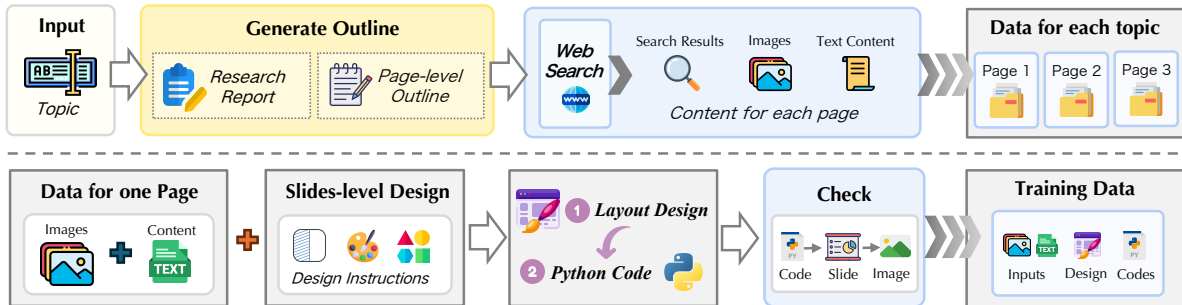 Input
AB
Topic
Generate Outline
Research
Report
Page-level
Outline
Web
Search
WWW
Search Results
Images
Text Content
Content for each page
Data for each topic
Page 1
Page 2
Page 3
Data for one Page
Images
Content
TEXT
Slides-level Design
Design Instructions
1 Layout Design
2 Python Code
Check
PY
Code
Slide
Image
Training Data
TEXT
PY
Inputs
Design
Codes